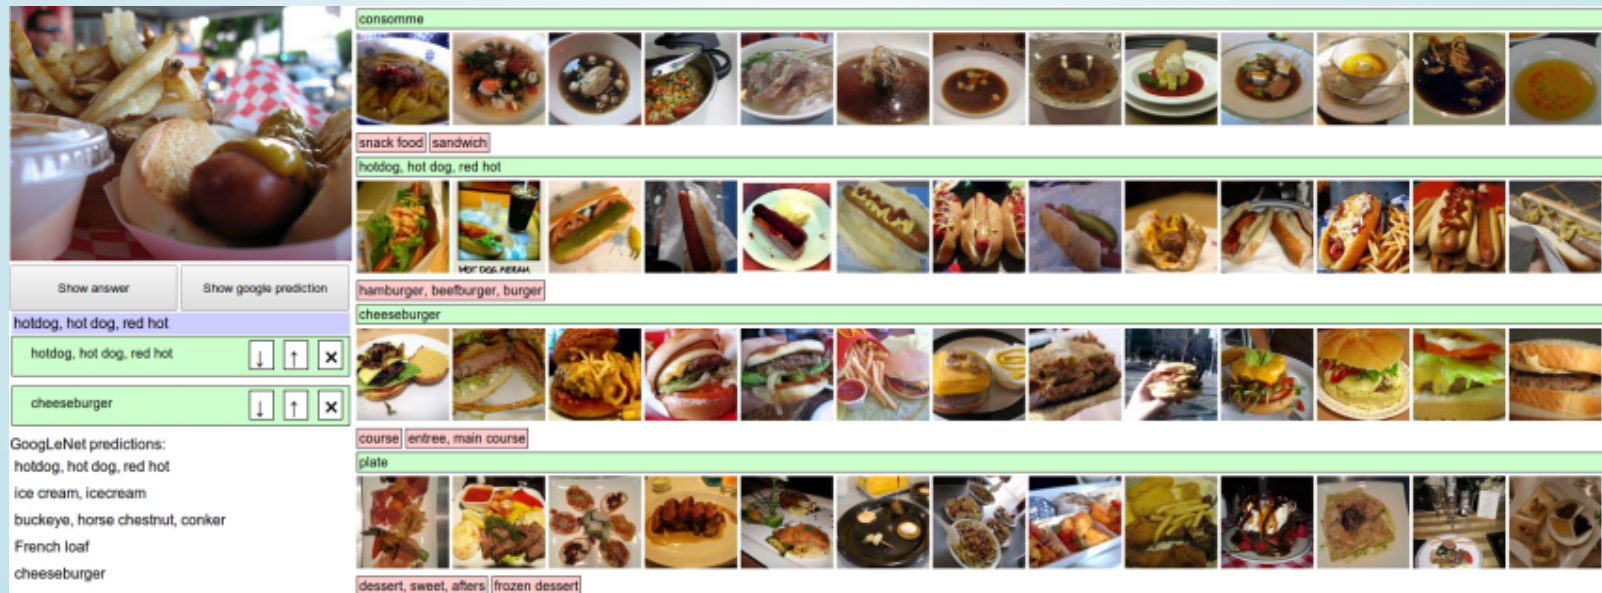 Show answer
Show google prediction
hotdog, hot dog, red hot
hotdog, hot dog, red hot
↓ ↑ ×
cheeseburger
↓ ↑ ×
GoogLeNet predictions:
hotdog, hot dog, red hot
ice cream, icecream
buckeye, horse chestnut, conker
French loaf
cheeseburger
consomme
snack food sandwich
hotdog, hot dog, red hot
hamburger, beefburger, burger
cheeseburger
course entree, main course
plate
dessert, sweet, afters frozen dessert